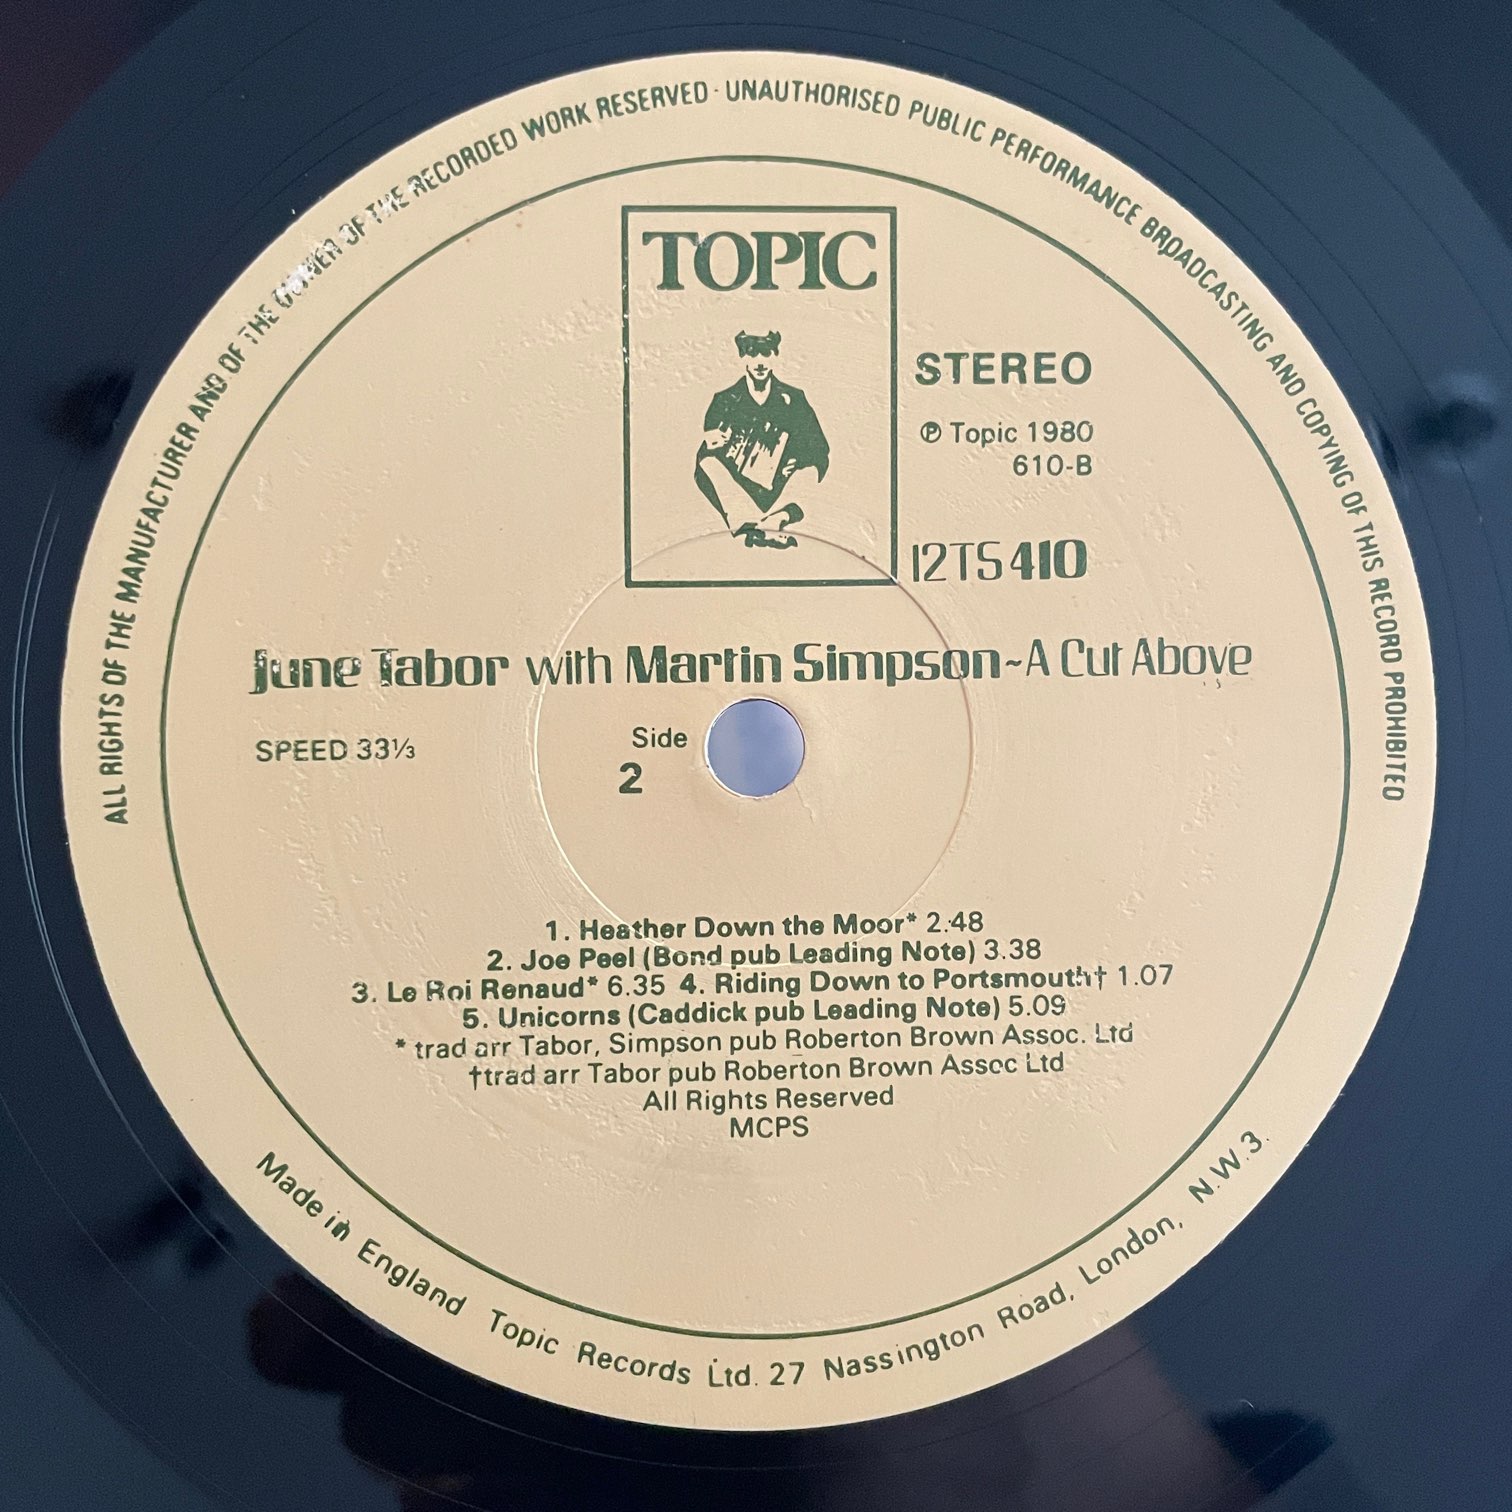 ALL RIGHTS OF THE MANUFACTURER AND OF THE OWNER OF THE RECORDED WORK RESERVED · UNAUTHORISED PUBLIC PERFORMANCE BROADCASTING AND COPYING OF THIS RECORD PROHIBITED
TOPIC
STEREO
℗ Topic 1980
610-B
12TS410
June Tabor with Martin Simpson~A Cut Above
SPEED 33⅓
Side
2
1. Heather Down the Moor* 2:48
2. Joe Peel (Bond pub Leading Note) 3.38
3. Le Roi Renaud* 6.35 4. Riding Down to Portsmouth† 1.07
5. Unicorns (Caddick pub Leading Note) 5.09
* trad arr Tabor, Simpson pub Roberton Brown Assoc. Ltd
†trad arr Tabor pub Roberton Brown Assoc Ltd
All Rights Reserved
MCPS
Made in England Topic Records Ltd. 27 Nassington Road, London, N.W.3.